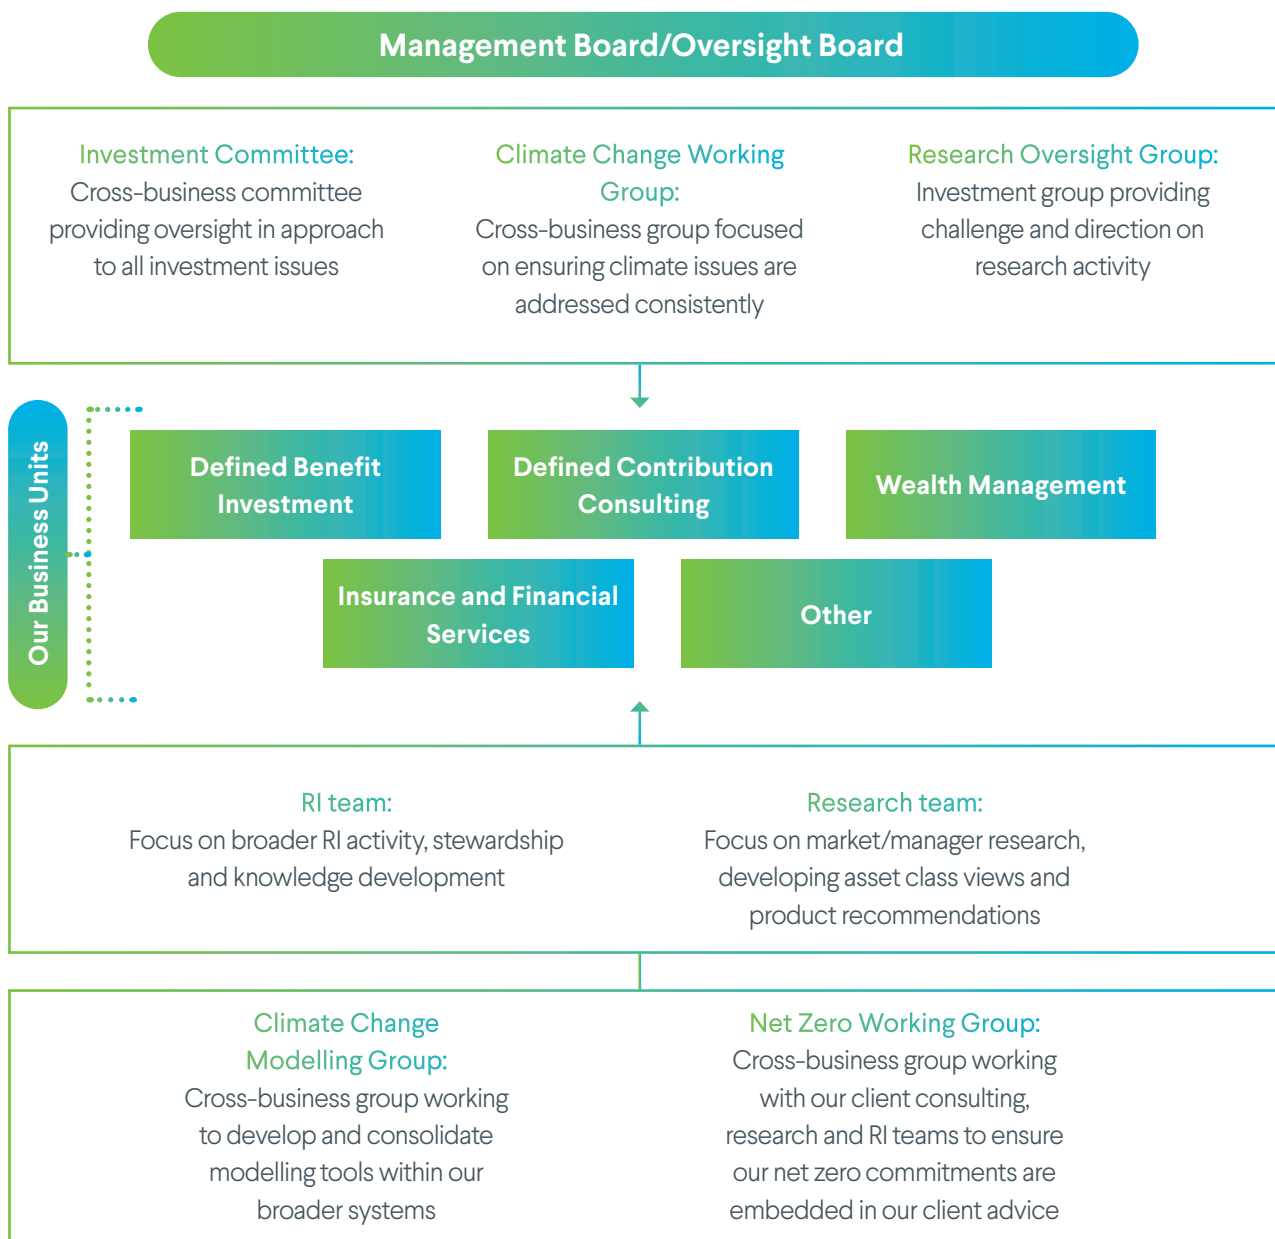 Management Board/Oversight Board
Investment Committee:
Cross-business committee
providing oversight in approach
to all investment issues
Climate Change Working
Group:
Cross-business group focused
on ensuring climate issues are
addressed consistently
Research Oversight Group:
Investment group providing
challenge and direction on
research activity
Our Business Units
Defined Benefit
Investment
Defined Contribution
Consulting
Wealth Management
Insurance and Financial
Services
Other
RI team:
Focus on broader RI activity, stewardship
and knowledge development
Research team:
Focus on market/manager research,
developing asset class views and
product recommendations
Climate Change
Modelling Group:
Cross-business group working
to develop and consolidate
modelling tools within our
broader systems
Net Zero Working Group:
Cross-business group working
with our client consulting,
research and RI teams to ensure
our net zero commitments are
embedded in our client advice